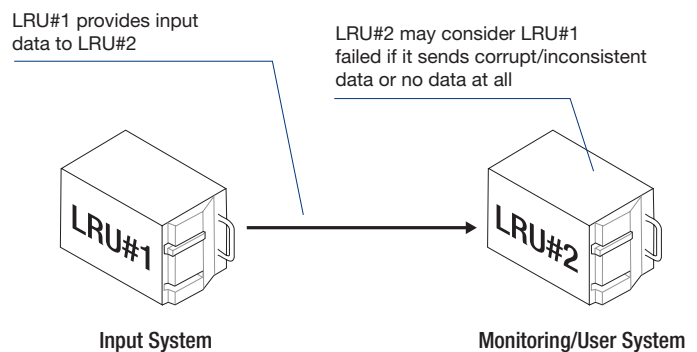 LRU#1 provides input
data to LRU#2
LRU#2 may consider LRU#1
failed if it sends corrupt/inconsistent
data or no data at all
LRU#1
LRU#2
Input System
Monitoring/User System